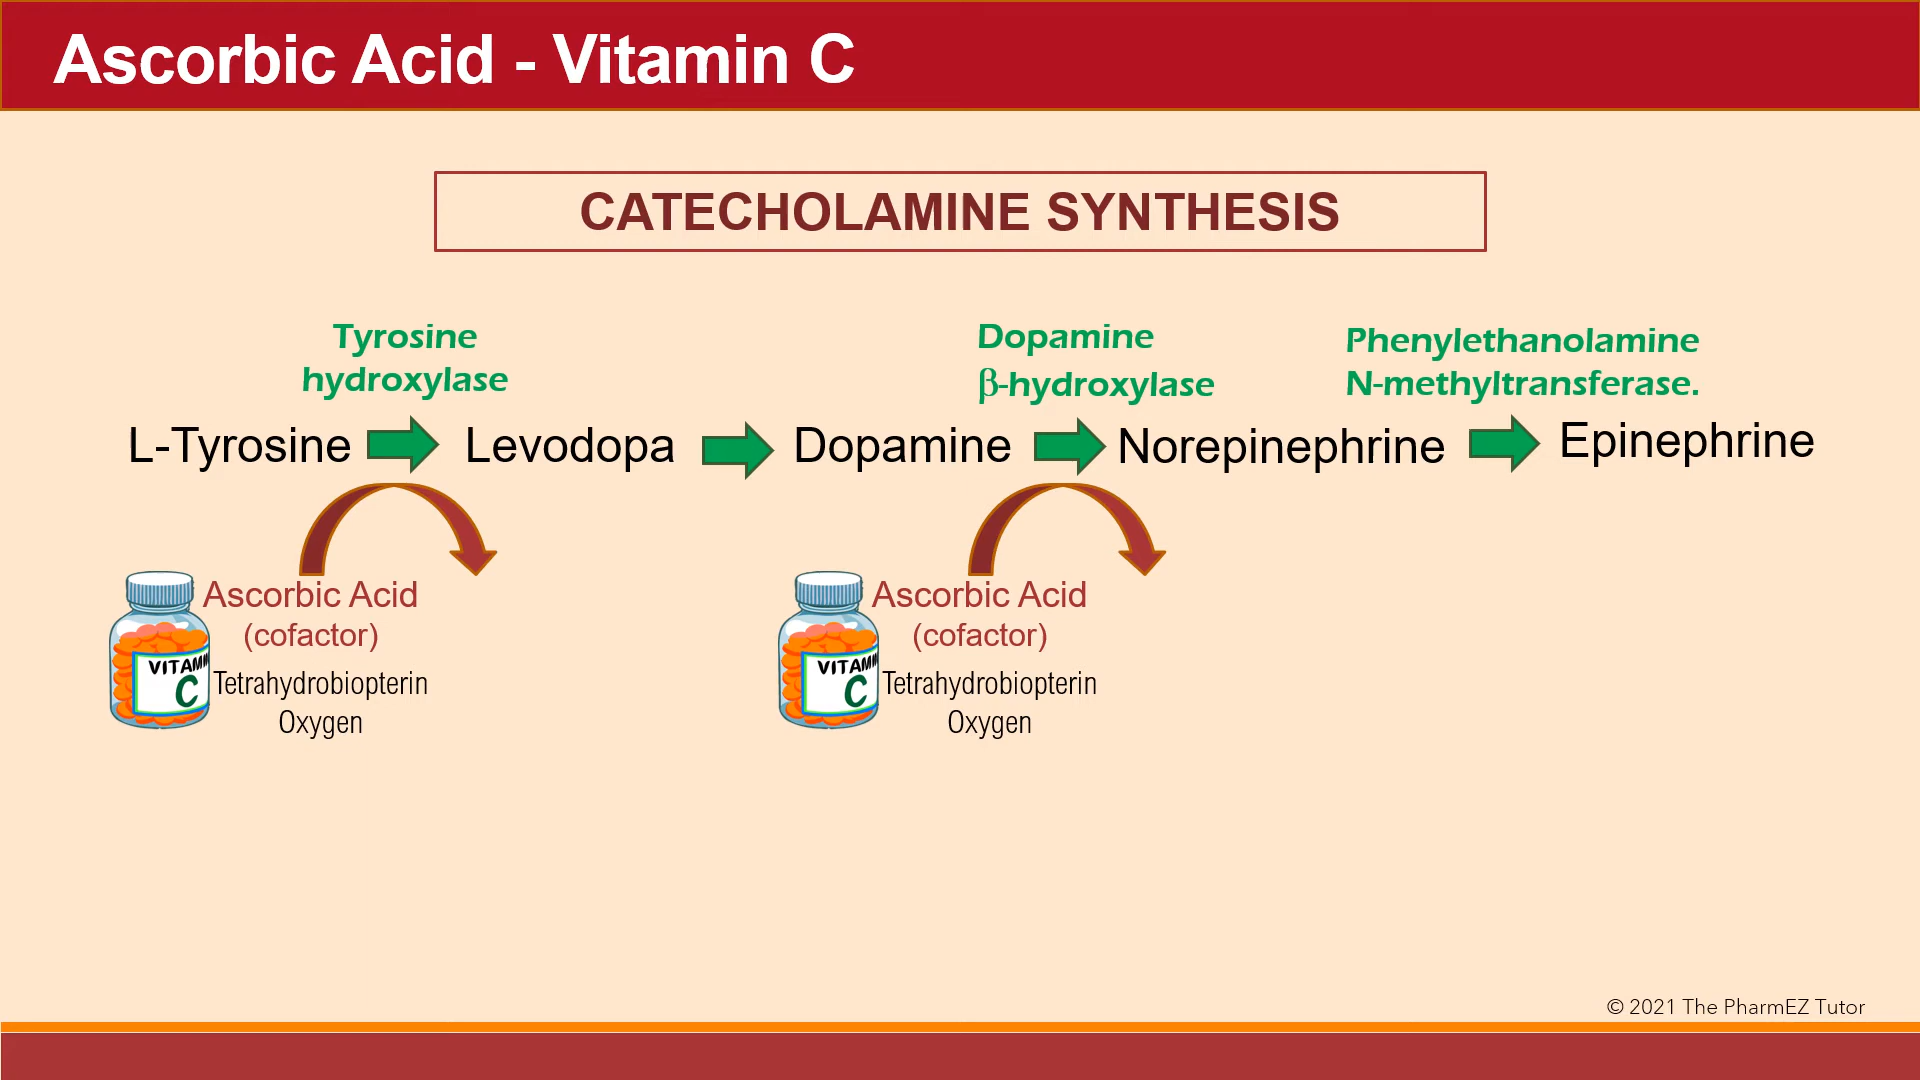 Ascorbic Acid - Vitamin C
CATECHOLAMINE SYNTHESIS
Tyrosine
hydroxylase
Dopamine
β-hydroxylase
Phenylethanolamine
N-methyltransferase.
L-Tyrosine
Levodopa
Dopamine
Norepinephrine
Epinephrine
Ascorbic Acid
(cofactor)
Tetrahydrobiopterin
Oxygen
VITAMIN
C
Ascorbic Acid
(cofactor)
Tetrahydrobiopterin
Oxygen
VITAMIN
C
© 2021 The PharmEZ Tutor